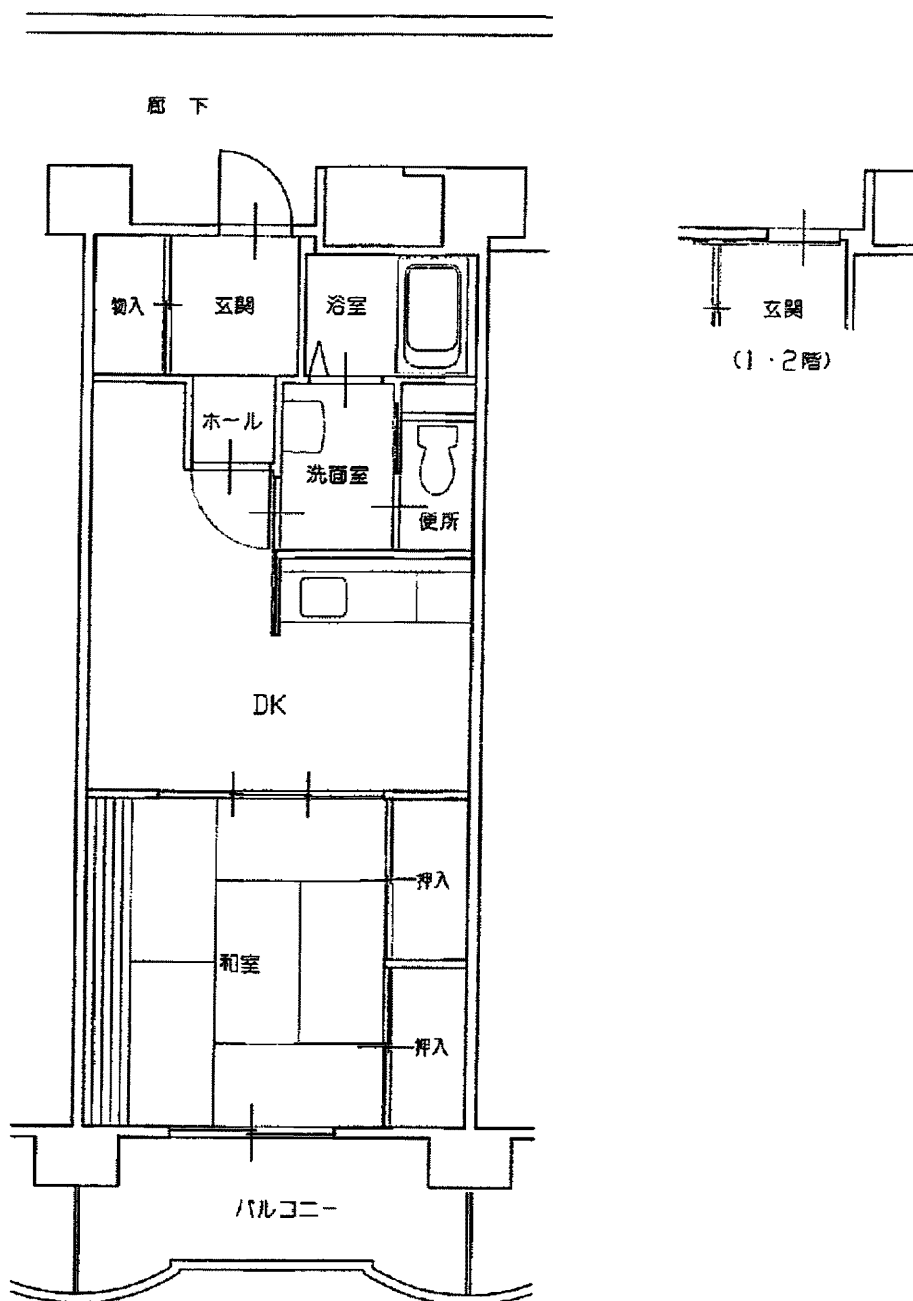 廊下
物入
玄関
浴室
ホール
洗面室
便所
DK
押入
和室
押入
バルコニー
玄関
(1・2階)